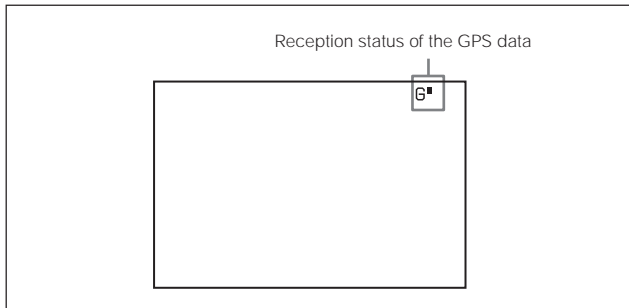 Reception status of the GPS data
G